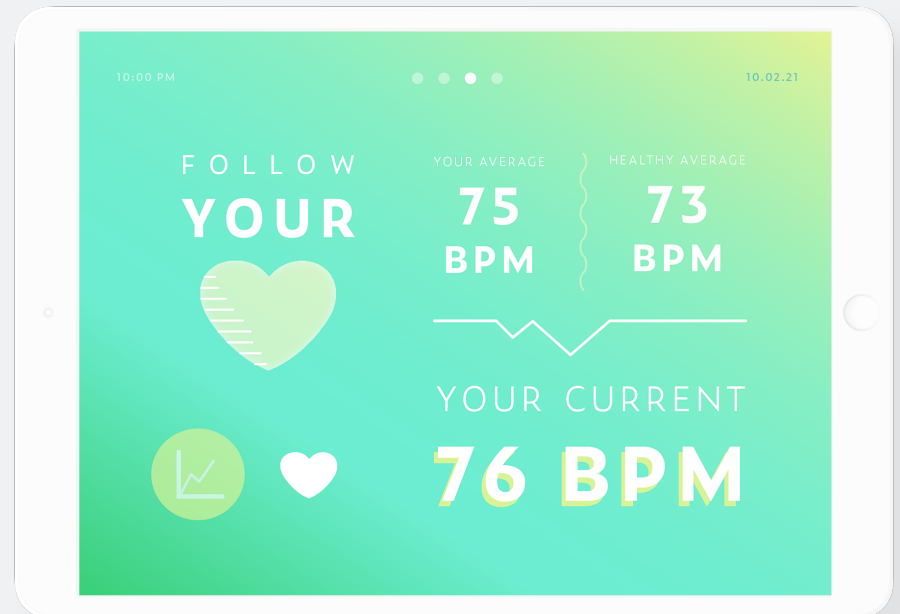 10:00 PM
10.02.21
FOLLOW
YOUR
YOUR AVERAGE
75
BPM
HEALTHY AVERAGE
73
BPM
YOUR CURRENT
76 BPM